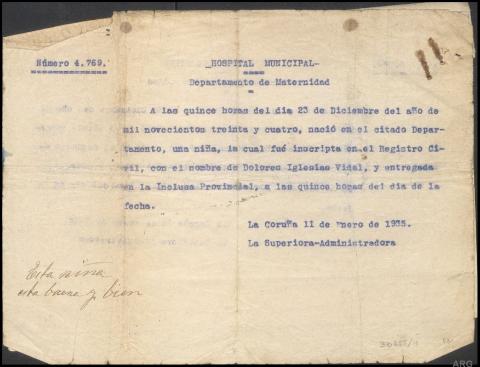 Número 4.769.
HOSPITAL MUNICIPAL
Departamento de Maternidad
A las quince horas del dia 23 de Diciembre del año de
mil novecientos treinta y cuatro, nació en el citado Depar-
tamento, una niña, la cual fué inscripta en el Registro Ci-
vil, con el nombre de Dolores Iglesias Vidal, y entregada
en la Inclusa Provincial, a las quince horas del dia de la
fecha.
La Coruña 11 de enero de 1935.
La Superiora-Administradora
Esta niña
esta buena y bien
ARG